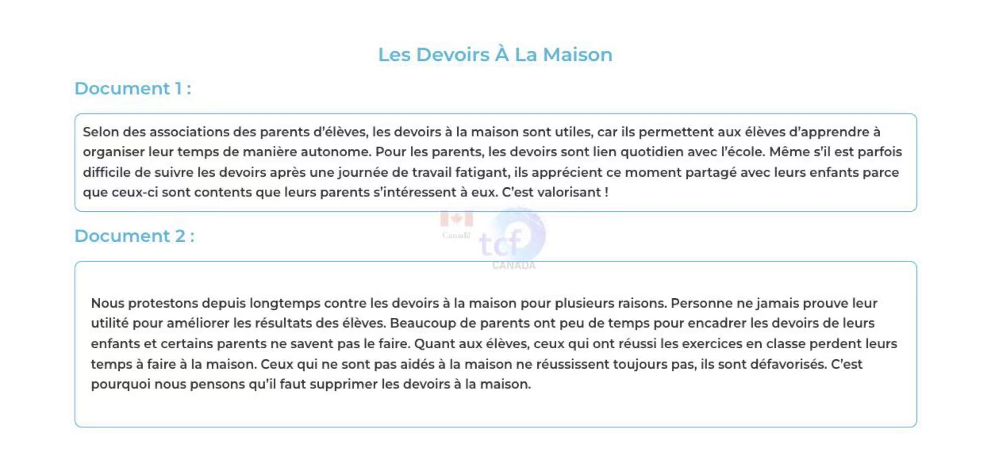 Les Devoirs À La Maison
Document 1 :
Selon des associations des parents d'élèves, les devoirs à la maison sont utiles, car ils permettent aux élèves d'apprendre à
organiser leur temps de manière autonome. Pour les parents, les devoirs sont lien quotidien avec l'école. Même s'il est parfois
difficile de suivre les devoirs après une journée de travail fatigant, ils apprécient ce moment partagé avec leurs enfants parce
que ceux-ci sont contents que leurs parents s'intéressent à eux. C'est valorisant !
Canada
tcf
CANADA
Document 2 :
Nous protestons depuis longtemps contre les devoirs à la maison pour plusieurs raisons. Personne ne jamais prouve leur
utilité pour améliorer les résultats des élèves. Beaucoup de parents ont peu de temps pour encadrer les devoirs de leurs
enfants et certains parents ne savent pas le faire. Quant aux élèves, ceux qui ont réussi les exercices en classe perdent leurs
temps à faire à la maison. Ceux qui ne sont pas aidés à la maison ne réussissent toujours pas, ils sont défavorisés. C'est
pourquoi nous pensons qu'il faut supprimer les devoirs à la maison.